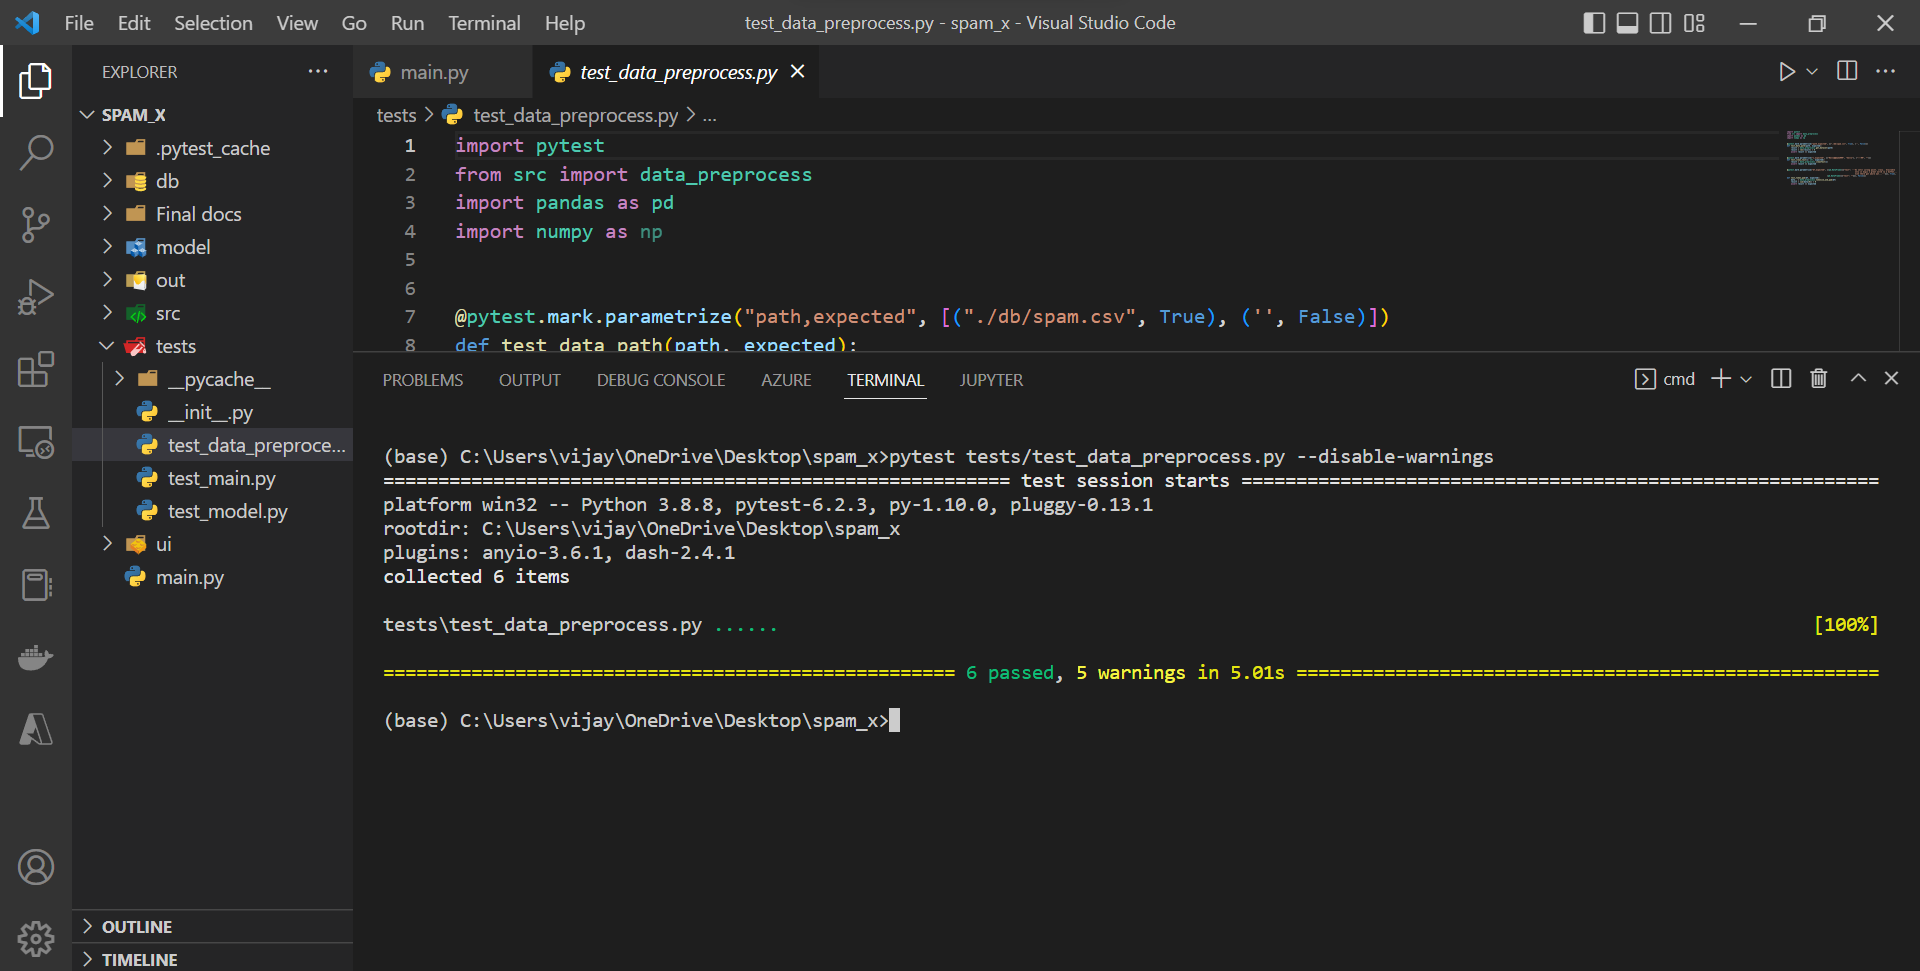 File Edit Selection View Go Run Terminal Help
test_data_preprocess.py - spam_x - Visual Studio Code
EXPLORER
SPAM_X
.pytest_cache
db
Final docs
model
out
src
tests
__pycache__
__init__.py
test_data_preproce...
test_main.py
test_model.py
ui
main.py
OUTLINE
TIMELINE
main.py
test_data_preprocess.py
tests > test_data_preprocess.py > ...
1 import pytest
2 from src import data_preprocess
3 import pandas as pd
4 import numpy as np
5
6
7 @pytest.mark.parametrize("path,expected", [("./db/spam.csv", True), ('', False)])
8 def test_data_path(path, expected):
PROBLEMS OUTPUT DEBUG CONSOLE AZURE TERMINAL JUPYTER
cmd
(base) C:\Users\vijay\OneDrive\Desktop\spam_x>pytest tests/test_data_preprocess.py --disable-warnings
========================================================= test session starts ==========================================================
platform win32 -- Python 3.8.8, pytest-6.2.3, py-1.10.0, pluggy-0.13.1
rootdir: C:\Users\vijay\OneDrive\Desktop\spam_x
plugins: anyio-3.6.1, dash-2.4.1
collected 6 items
tests\test_data_preprocess.py ...... [100%]
==================================================== 6 passed, 5 warnings in 5.01s =====================================================
(base) C:\Users\vijay\OneDrive\Desktop\spam_x>